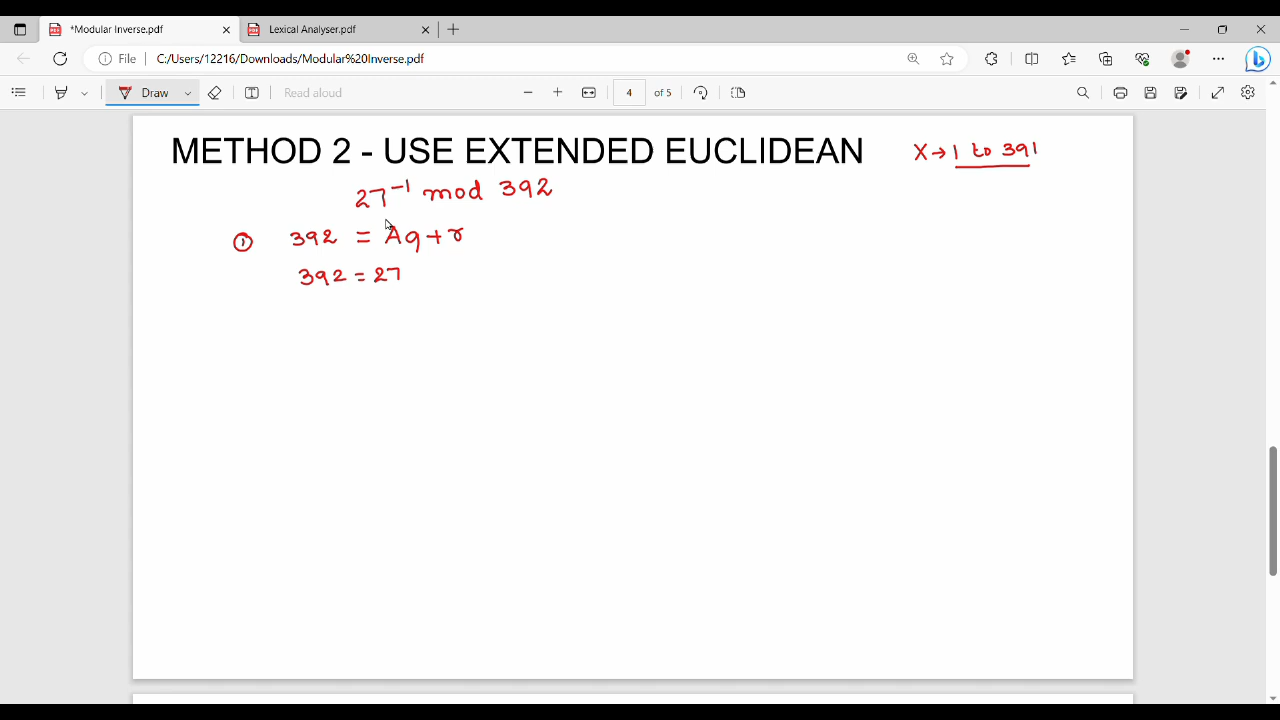 *Modular Inverse.pdf
Lexical Analyser.pdf
File
C:/Users/12216/Downloads/Modular%20Inverse.pdf
Draw
Read aloud
4 of 5
METHOD 2 - USE EXTENDED EUCLIDEAN
X → 1 to 391
27⁻¹ mod 392
① 392 = Aq + r
392 = 27